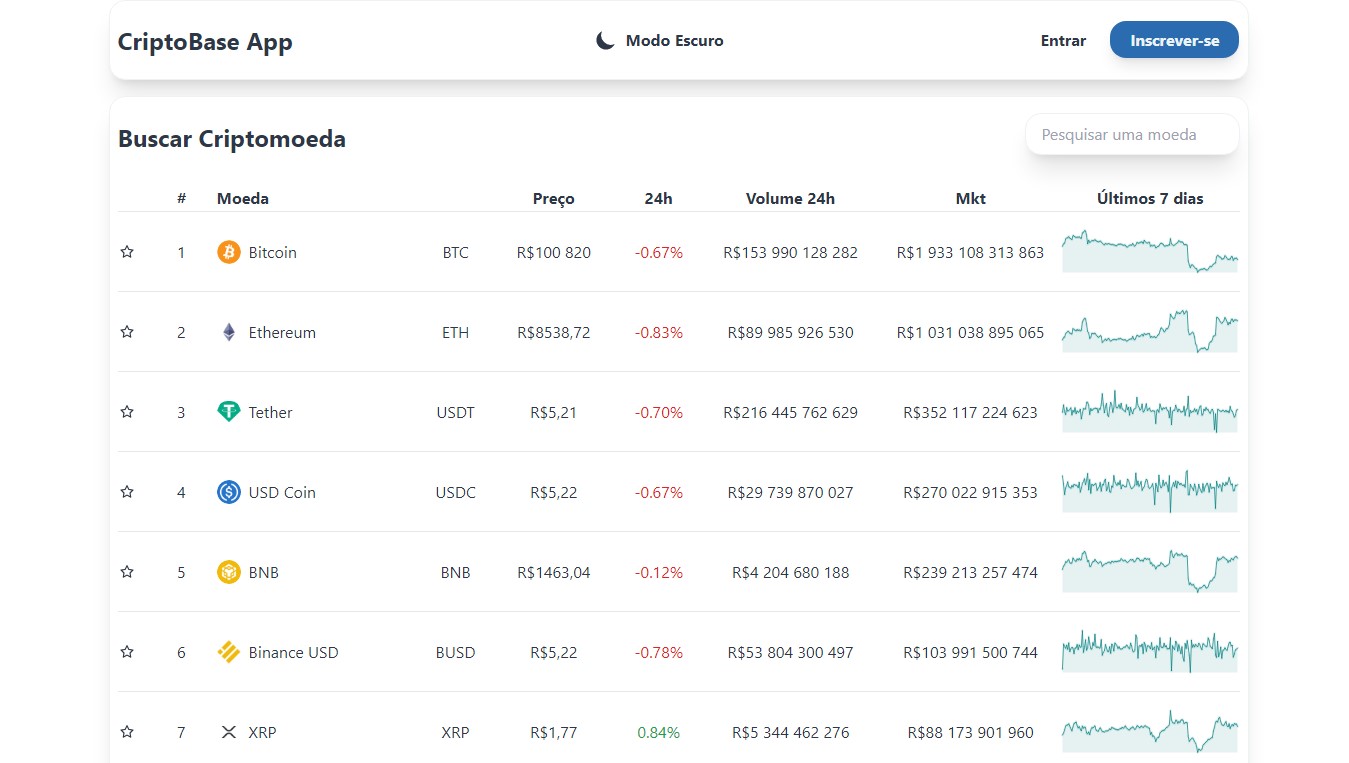 CriptoBase App Modo Escuro Entrar Inscrever-se
Buscar Criptomoeda Pesquisar uma moeda
# Moeda Preço 24h Volume 24h Mkt Últimos 7 dias
1 Bitcoin BTC R$100 820 -0.67% R$153 990 128 282 R$1 933 108 313 863
2 Ethereum ETH R$8538,72 -0.83% R$89 985 926 530 R$1 031 038 895 065
3 Tether USDT R$5,21 -0.70% R$216 445 762 629 R$352 117 224 623
4 USD Coin USDC R$5,22 -0.67% R$29 739 870 027 R$270 022 915 353
5 BNB BNB R$1463,04 -0.12% R$4 204 680 188 R$239 213 257 474
6 Binance USD BUSD R$5,22 -0.78% R$53 804 300 497 R$103 991 500 744
7 XRP XRP R$1,77 0.84% R$5 344 462 276 R$88 173 901 960